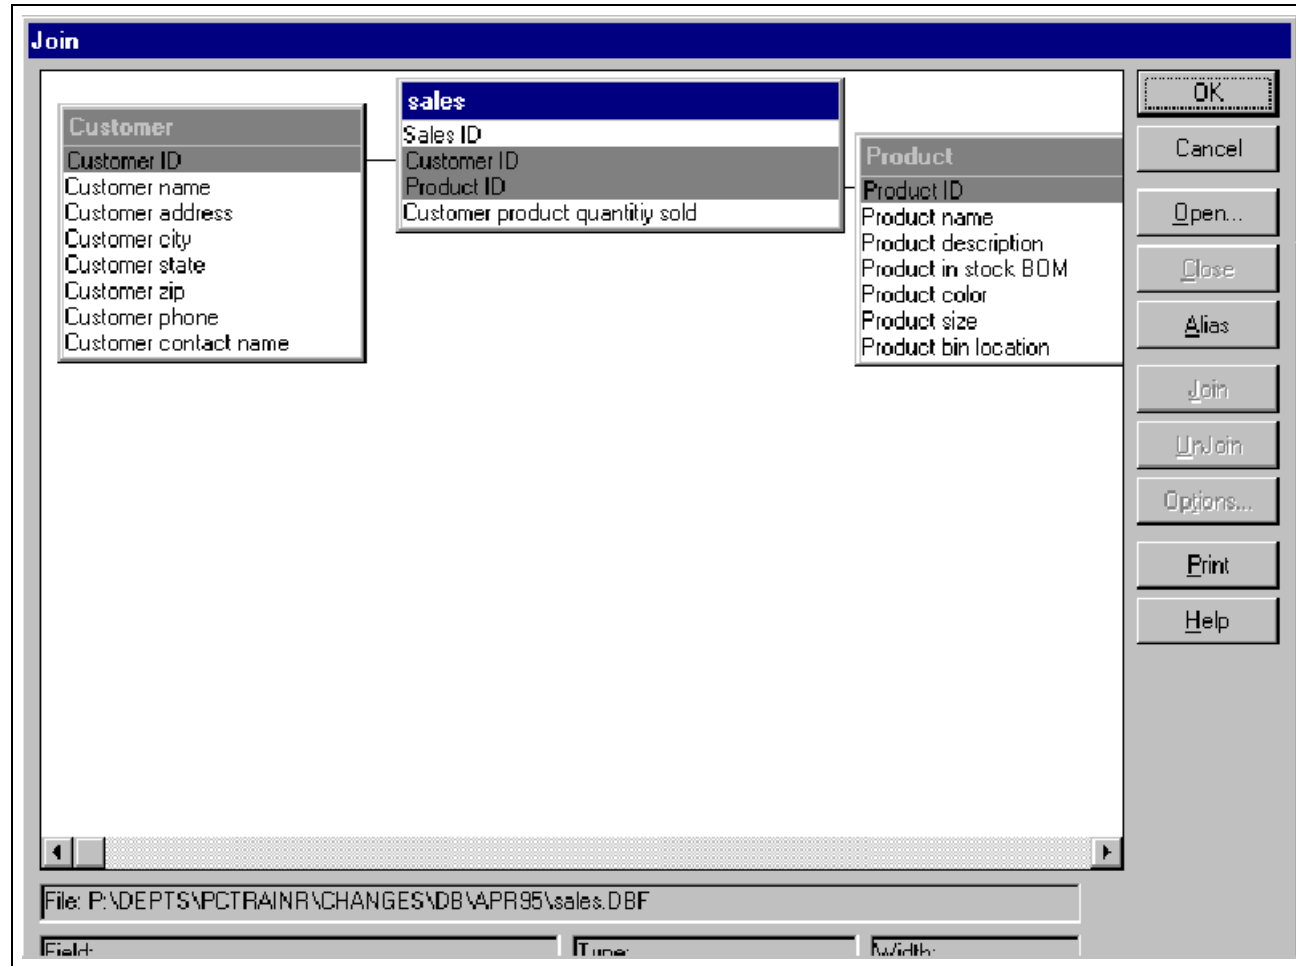 Join
Customer
Customer ID
Customer name
Customer address
Customer city
Customer state
Customer zip
Customer phone
Customer contact name
sales
Sales ID
Customer ID
Product ID
Customer product quantitiy sold
Product
Product ID
Product name
Product description
Product in stock BOM
Product color
Product size
Product bin location
OK
Cancel
Open...
Close
Alias
Join
UnJoin
Options...
Print
Help
File: P:\DEPTS\PCTRAINR\CHANGES\DB\APR95\sales.DBF
Field: Type: Width: